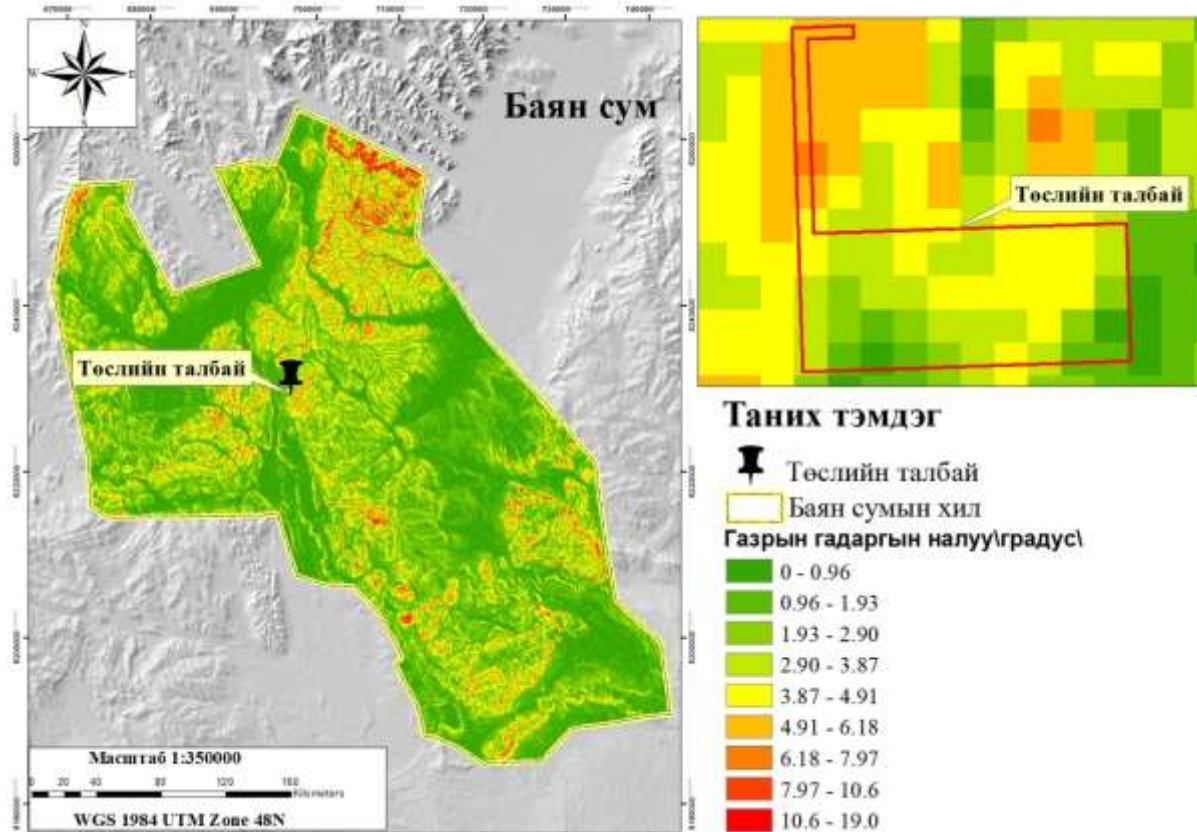 Баян сум
Төслийн талбай
Масштаб 1:350000
0 20 40 80 120 160
Kilometers
WGS 1984 UTM Zone 48N
Төслийн талбай
Таних тэмдэг
Төслийн талбай
Баян сумын хил
Газрын гадаргын налуу\градус\
0 - 0.96
0.96 - 1.93
1.93 - 2.90
2.90 - 3.87
3.87 - 4.91
4.91 - 6.18
6.18 - 7.97
7.97 - 10.6
10.6 - 19.0